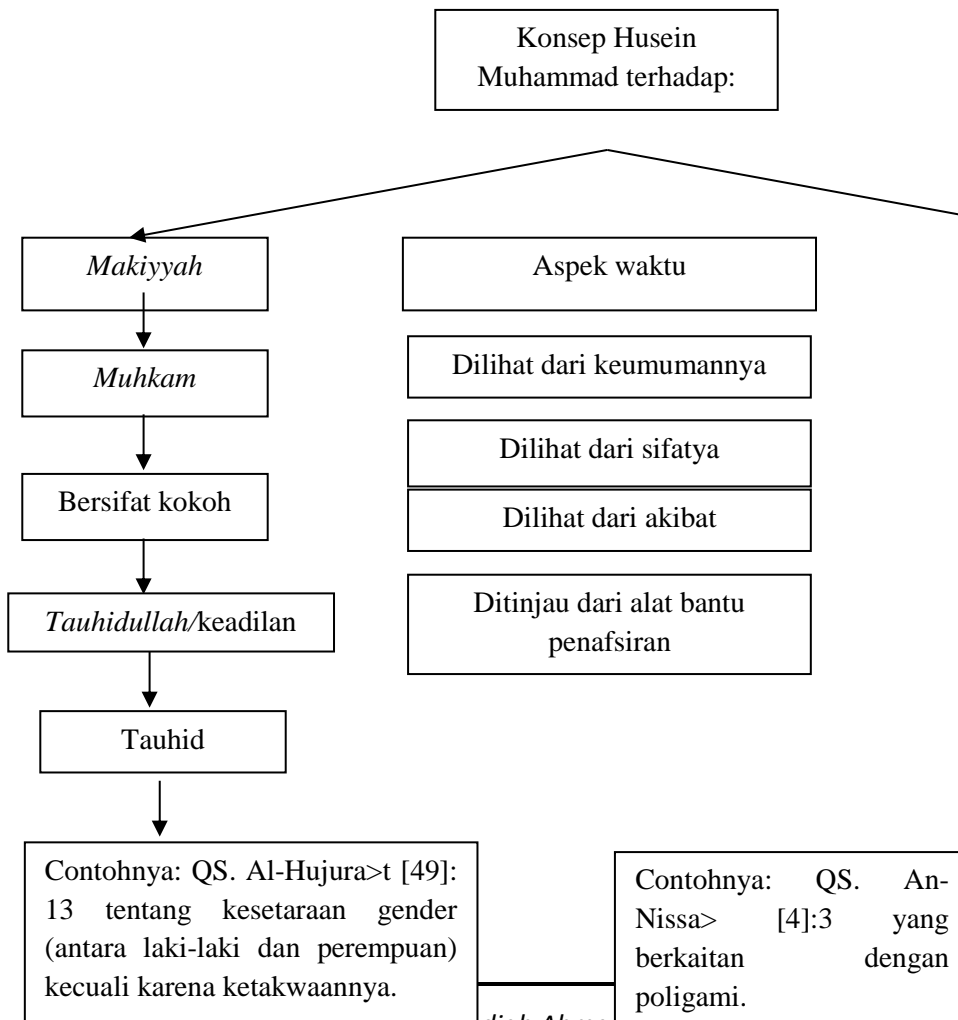 Konsep Husein
Muhammad terhadap:
Makiyyah
Aspek waktu
Muhkam
Dilihat dari keumumannya
Dilihat dari sifatya
Bersifat kokoh
Dilihat dari akibat
Tauhidullah/keadilan
Ditinjau dari alat bantu
penafsiran
Tauhid
Contohnya: QS. Al-Hujura>t [49]:
13 tentang kesetaraan gender
(antara laki-laki dan perempuan)
kecuali karena ketakwaannya.
Contohnya: QS. An-
Nissa> [4]:3 yang
berkaitan dengan
poligami.